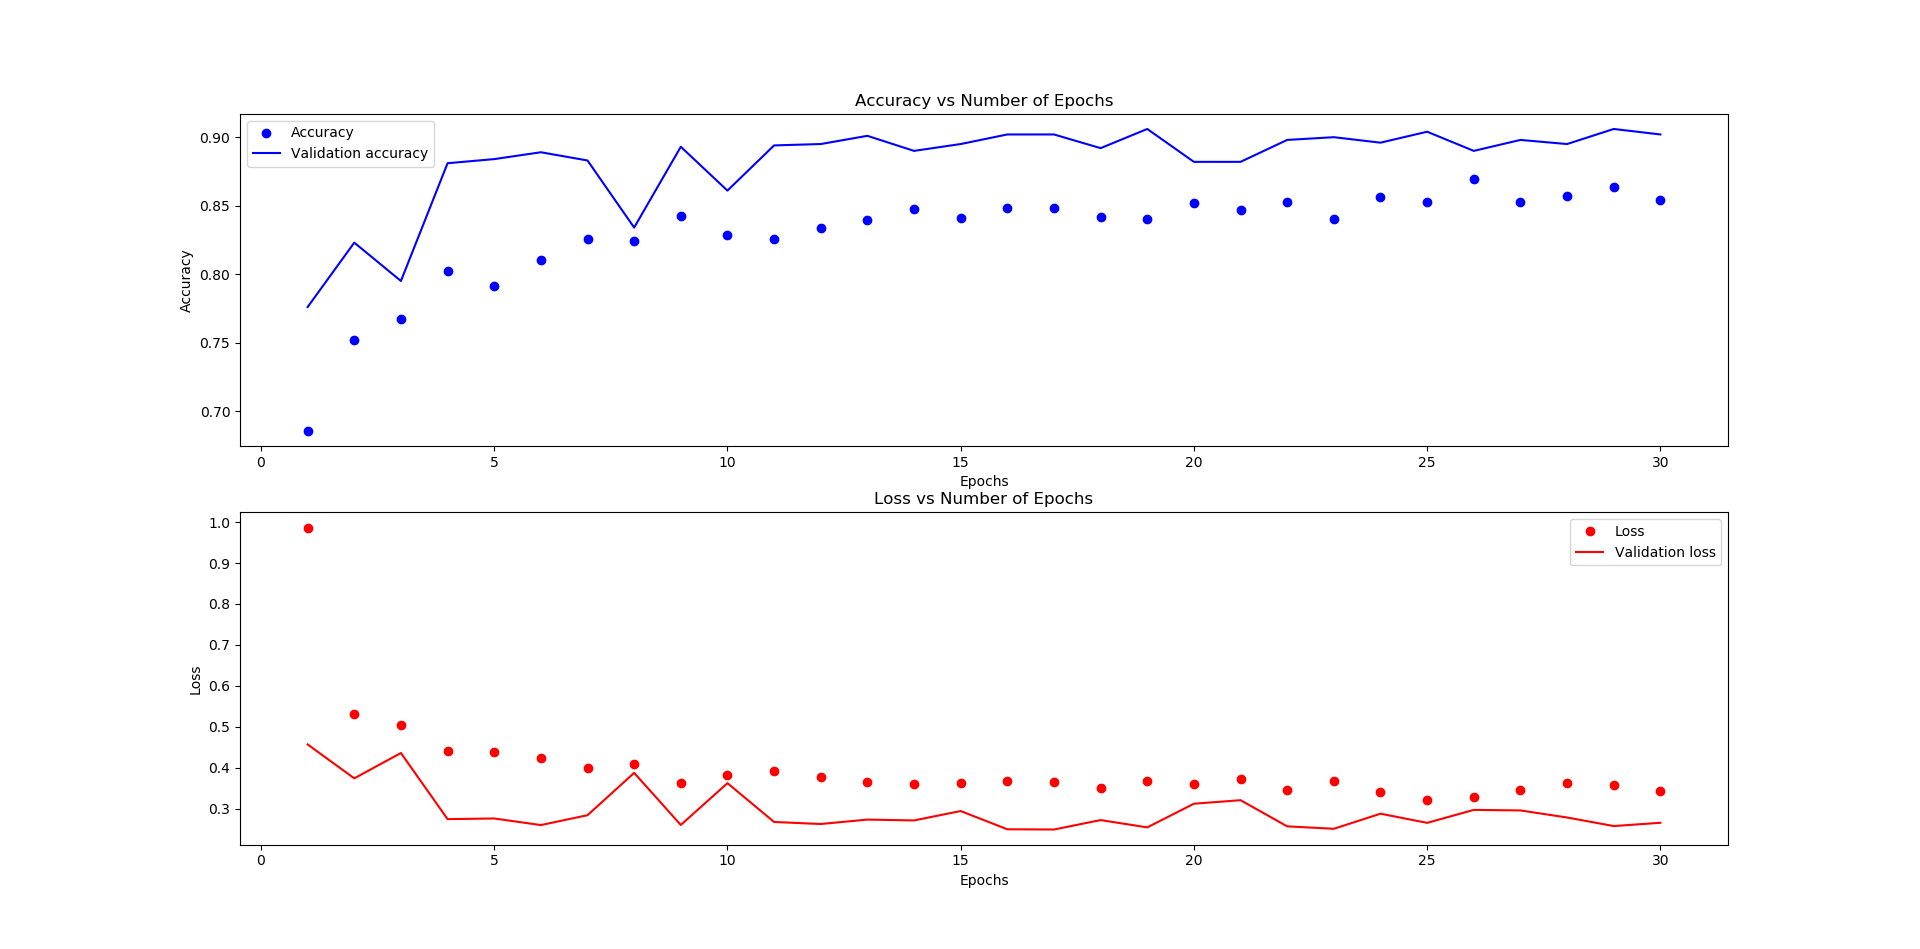 Accuracy vs Number of Epochs
Accuracy
Validation accuracy
0.90
0.85
0.80
0.75
0.70
Accuracy
0 5 10 15 20 25 30
Epochs
Loss vs Number of Epochs
Loss
Validation loss
1.0
0.9
0.8
0.7
0.6
0.5
0.4
0.3
Loss
0 5 10 15 20 25 30
Epochs